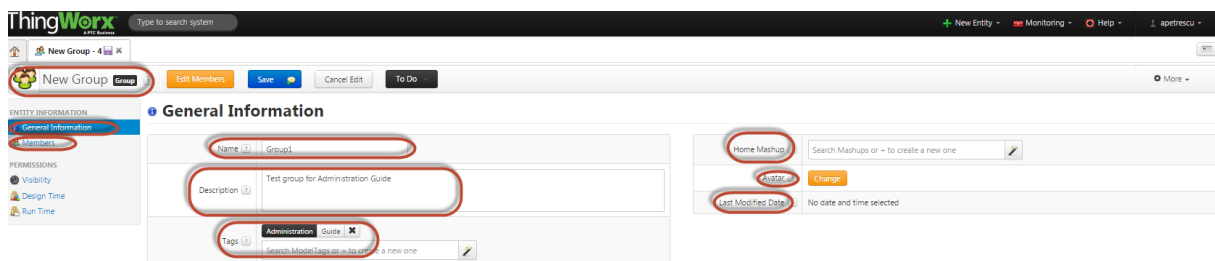 ThingWorx
A PTC Business
Type to search system
New Entity
Monitoring
Help
apetrescu
New Group - 4
New Group Group
Edit Members
Save
Cancel Edit
To Do
More
ENTITY INFORMATION
General Information
Members
PERMISSIONS
Visibility
Design Time
Run Time
General Information
Name
Group1
Description
Test group for Administration Guide
Tags
Administration Guide
Search ModelTags or + to create a new one
Home Mashup
Search Mashups or + to create a new one
Avatar
Change
Last Modified Date
No date and time selected